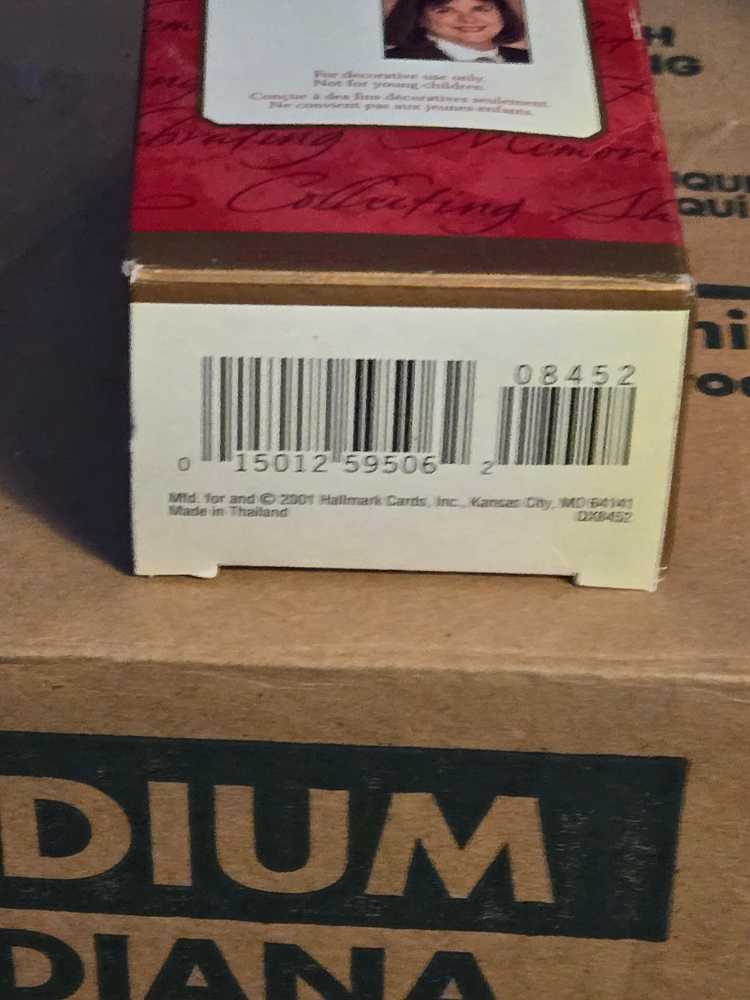 For decorative use only.
Not for young children.
Conçue à des fins décoratives seulement.
Ne convient pas aux jeunes enfants.
Collecting
08452
0 15012 59506 2
Mfd. for and © 2001 Hallmark Cards, Inc., Kansas City, MO 64141
Made in Thailand
QX8452
DIUM
DIANA